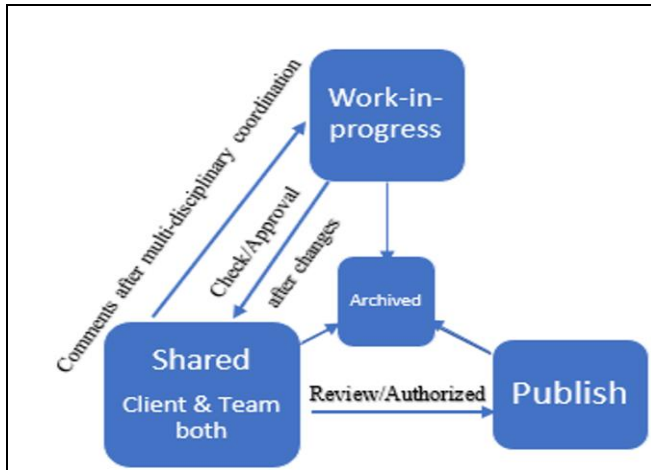 Work-in-
progress
Comments after multi-disciplinary coordination
Check/Approval
after changes
Archived
Shared
Client & Team
both
Review/Authorized
Publish